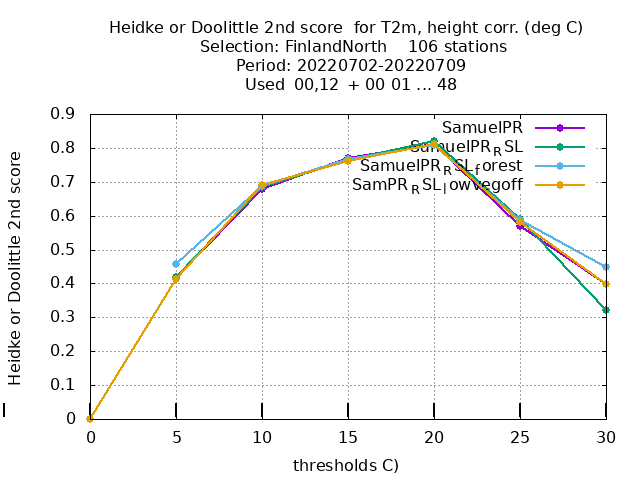 Heidke or Doolittle 2nd score  for T2m, height corr. (deg C)
Selection: FinlandNorth    106 stations
Period: 20220702-20220709
Used  00,12  + 00 01 ... 48
Heidke or Doolittle 2nd score
0.9
0.8
0.7
0.6
0.5
0.4
0.3
0.2
0.1
0
SamuelPR
SamuelPR_RSL
SamuelPR_RSL_forest
SamPR_RSL_lowvegoff
0 5 10 15 20 25 30
thresholds C)